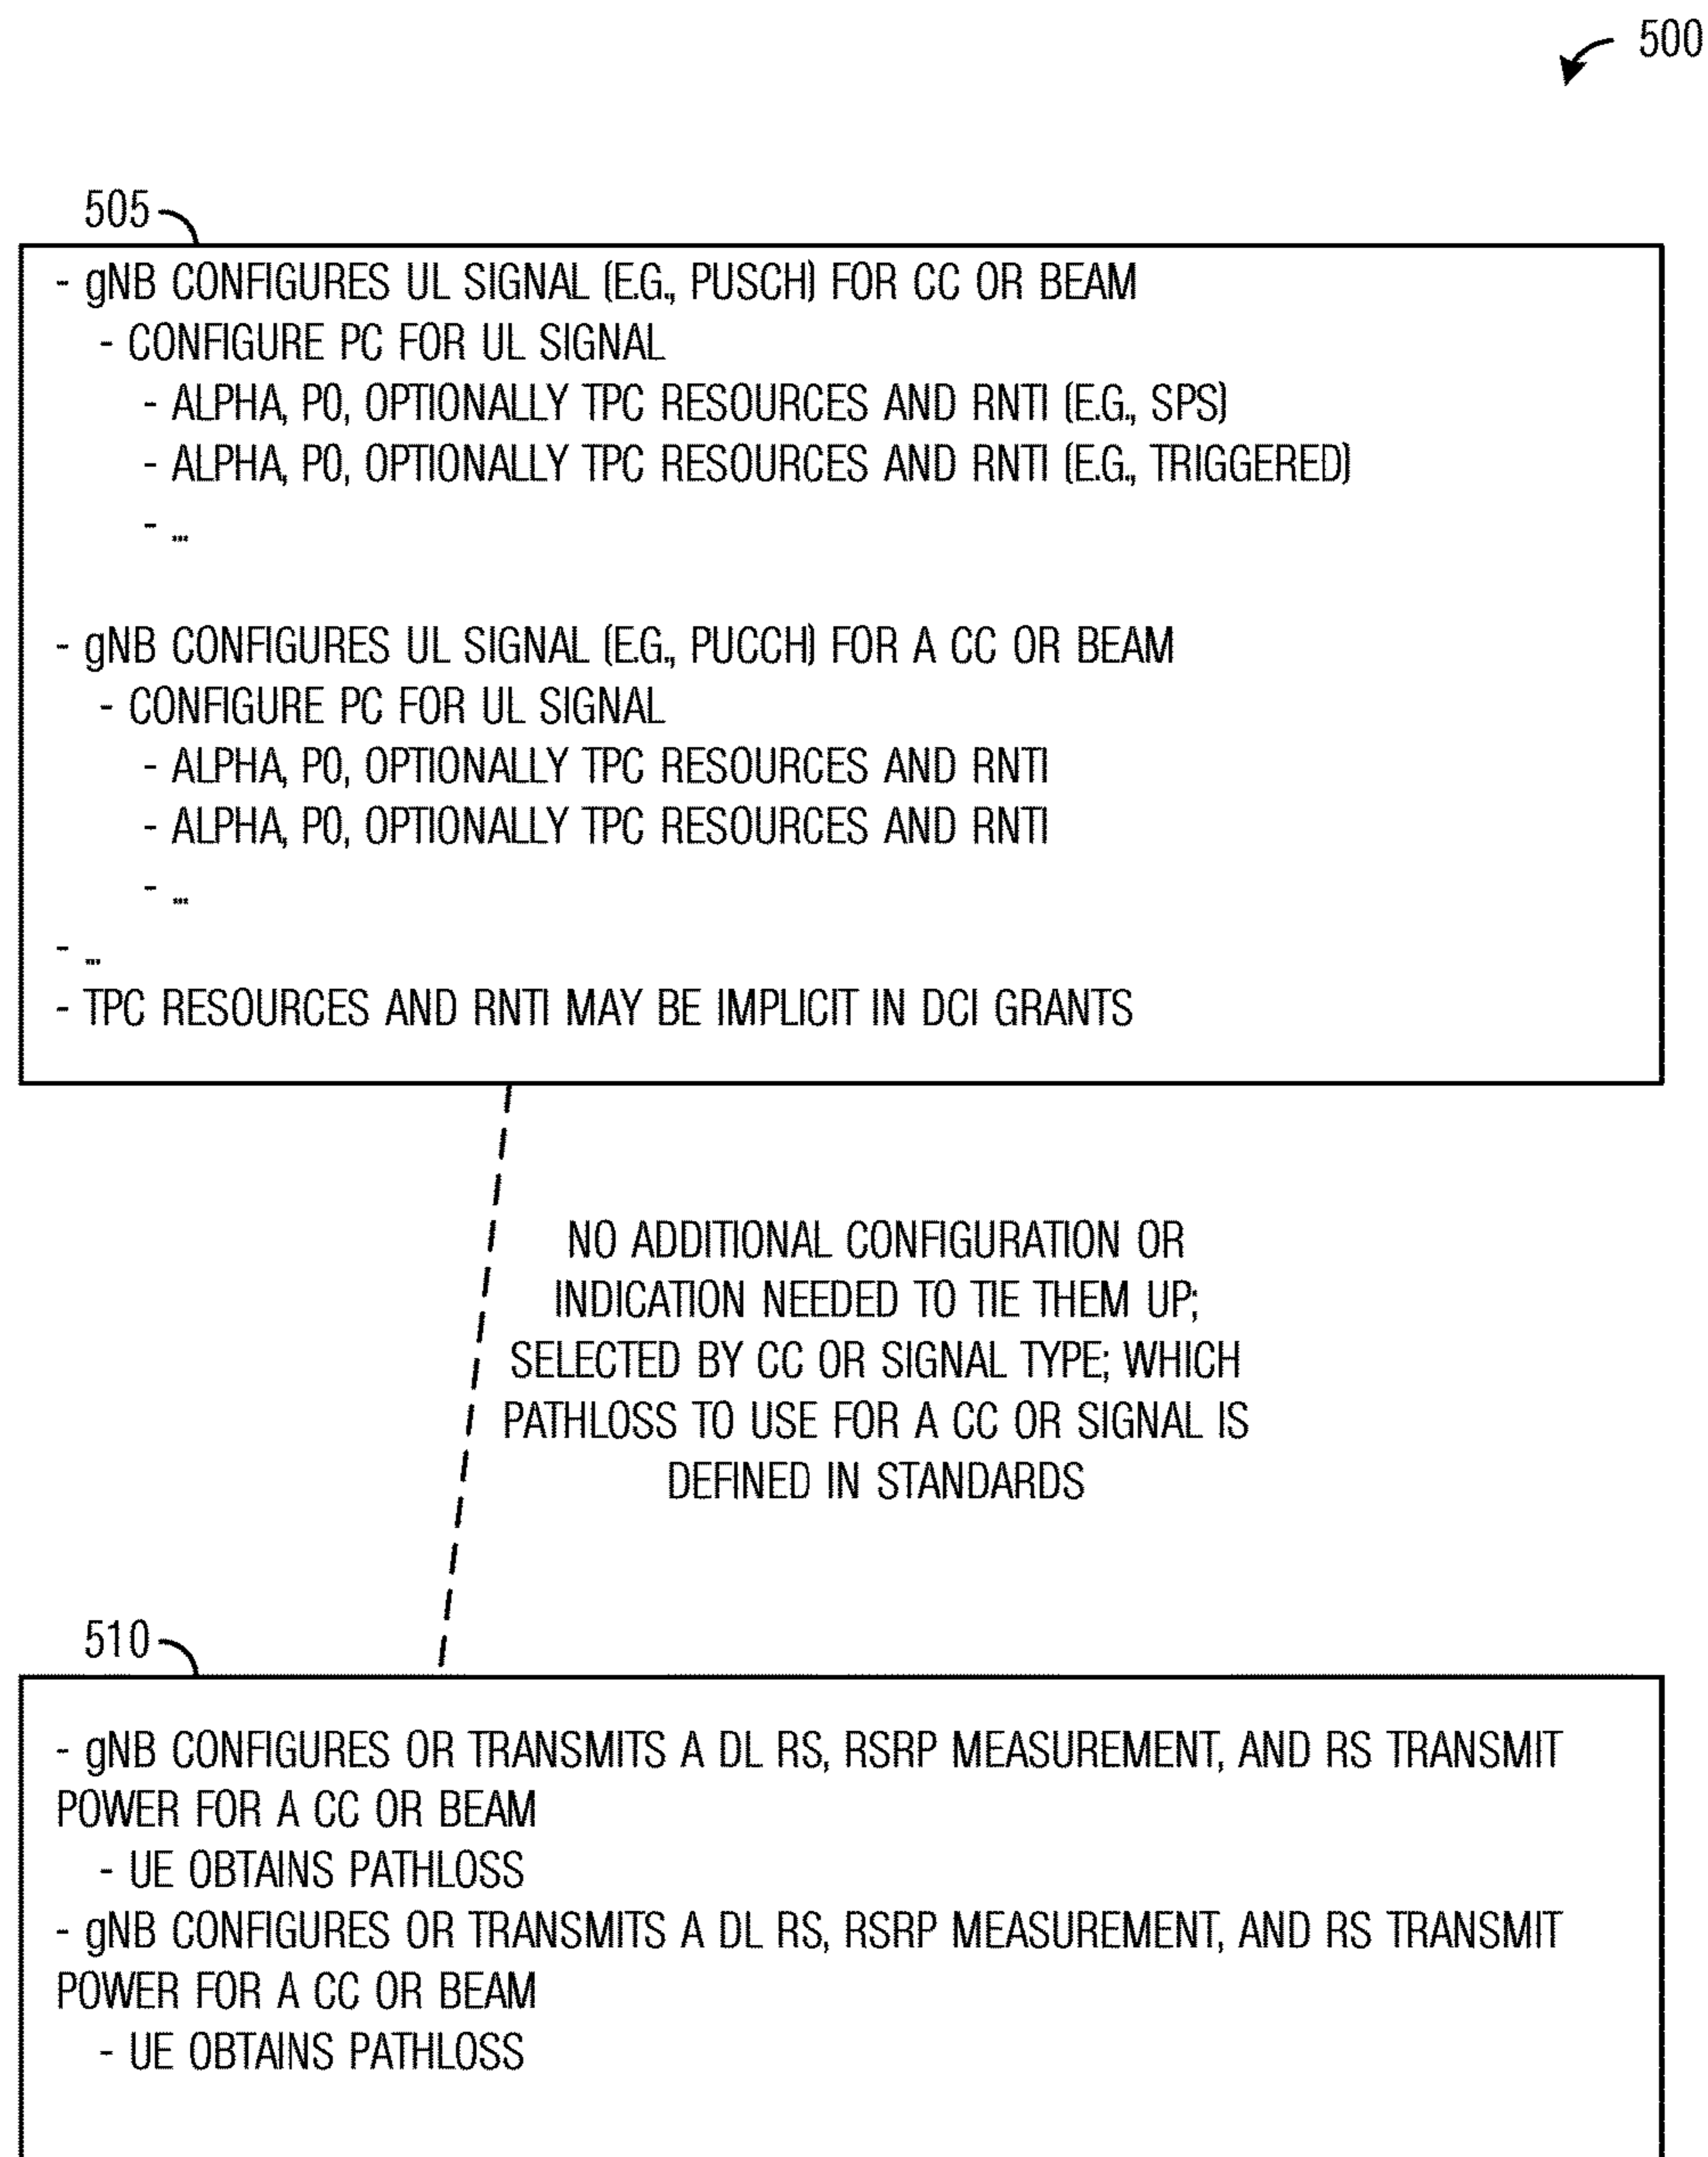 500
505
- gNB CONFIGURES UL SIGNAL (E.G., PUSCH) FOR CC OR BEAM
- CONFIGURE PC FOR UL SIGNAL
- ALPHA, P0, OPTIONALLY TPC RESOURCES AND RNTI (E.G., SPS)
- ALPHA, P0, OPTIONALLY TPC RESOURCES AND RNTI (E.G., TRIGGERED)
- ...
- gNB CONFIGURES UL SIGNAL (E.G., PUCCH) FOR A CC OR BEAM
- CONFIGURE PC FOR UL SIGNAL
- ALPHA, P0, OPTIONALLY TPC RESOURCES AND RNTI
- ALPHA, P0, OPTIONALLY TPC RESOURCES AND RNTI
- ...
- ...
- TPC RESOURCES AND RNTI MAY BE IMPLICIT IN DCI GRANTS
NO ADDITIONAL CONFIGURATION OR
INDICATION NEEDED TO TIE THEM UP;
SELECTED BY CC OR SIGNAL TYPE; WHICH
PATHLOSS TO USE FOR A CC OR SIGNAL IS
DEFINED IN STANDARDS
510
- gNB CONFIGURES OR TRANSMITS A DL RS, RSRP MEASUREMENT, AND RS TRANSMIT
POWER FOR A CC OR BEAM
- UE OBTAINS PATHLOSS
- gNB CONFIGURES OR TRANSMITS A DL RS, RSRP MEASUREMENT, AND RS TRANSMIT
POWER FOR A CC OR BEAM
- UE OBTAINS PATHLOSS